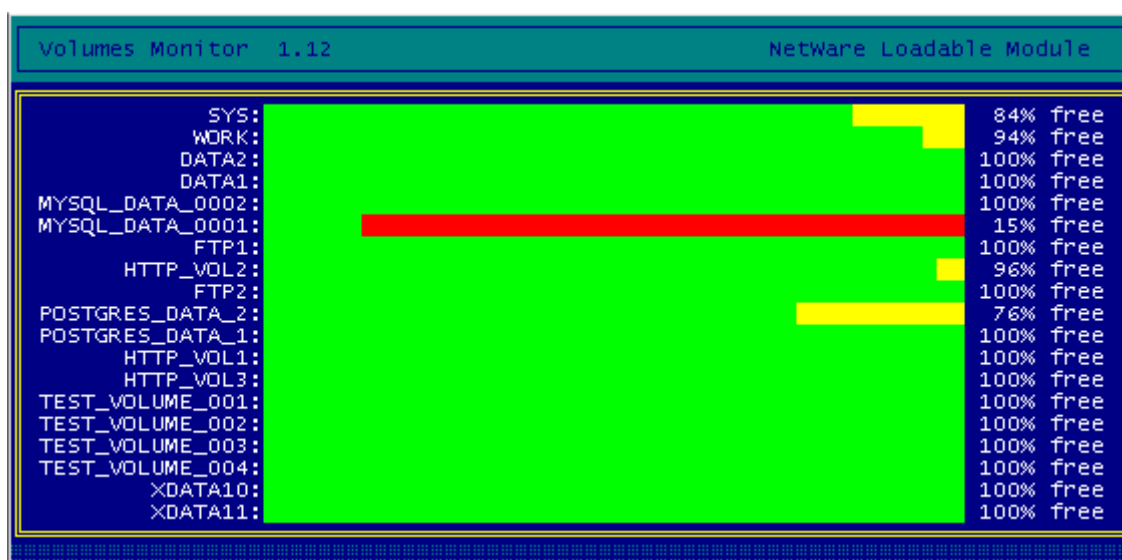 Volumes Monitor 1.12 NetWare Loadable Module
SYS: 84% free
WORK: 94% free
DATA2: 100% free
DATA1: 100% free
MYSQL_DATA_0002: 100% free
MYSQL_DATA_0001: 15% free
FTP1: 100% free
HTTP_VOL2: 96% free
FTP2: 100% free
POSTGRES_DATA_2: 76% free
POSTGRES_DATA_1: 100% free
HTTP_VOL1: 100% free
HTTP_VOL3: 100% free
TEST_VOLUME_001: 100% free
TEST_VOLUME_002: 100% free
TEST_VOLUME_003: 100% free
TEST_VOLUME_004: 100% free
XDATA10: 100% free
XDATA11: 100% free